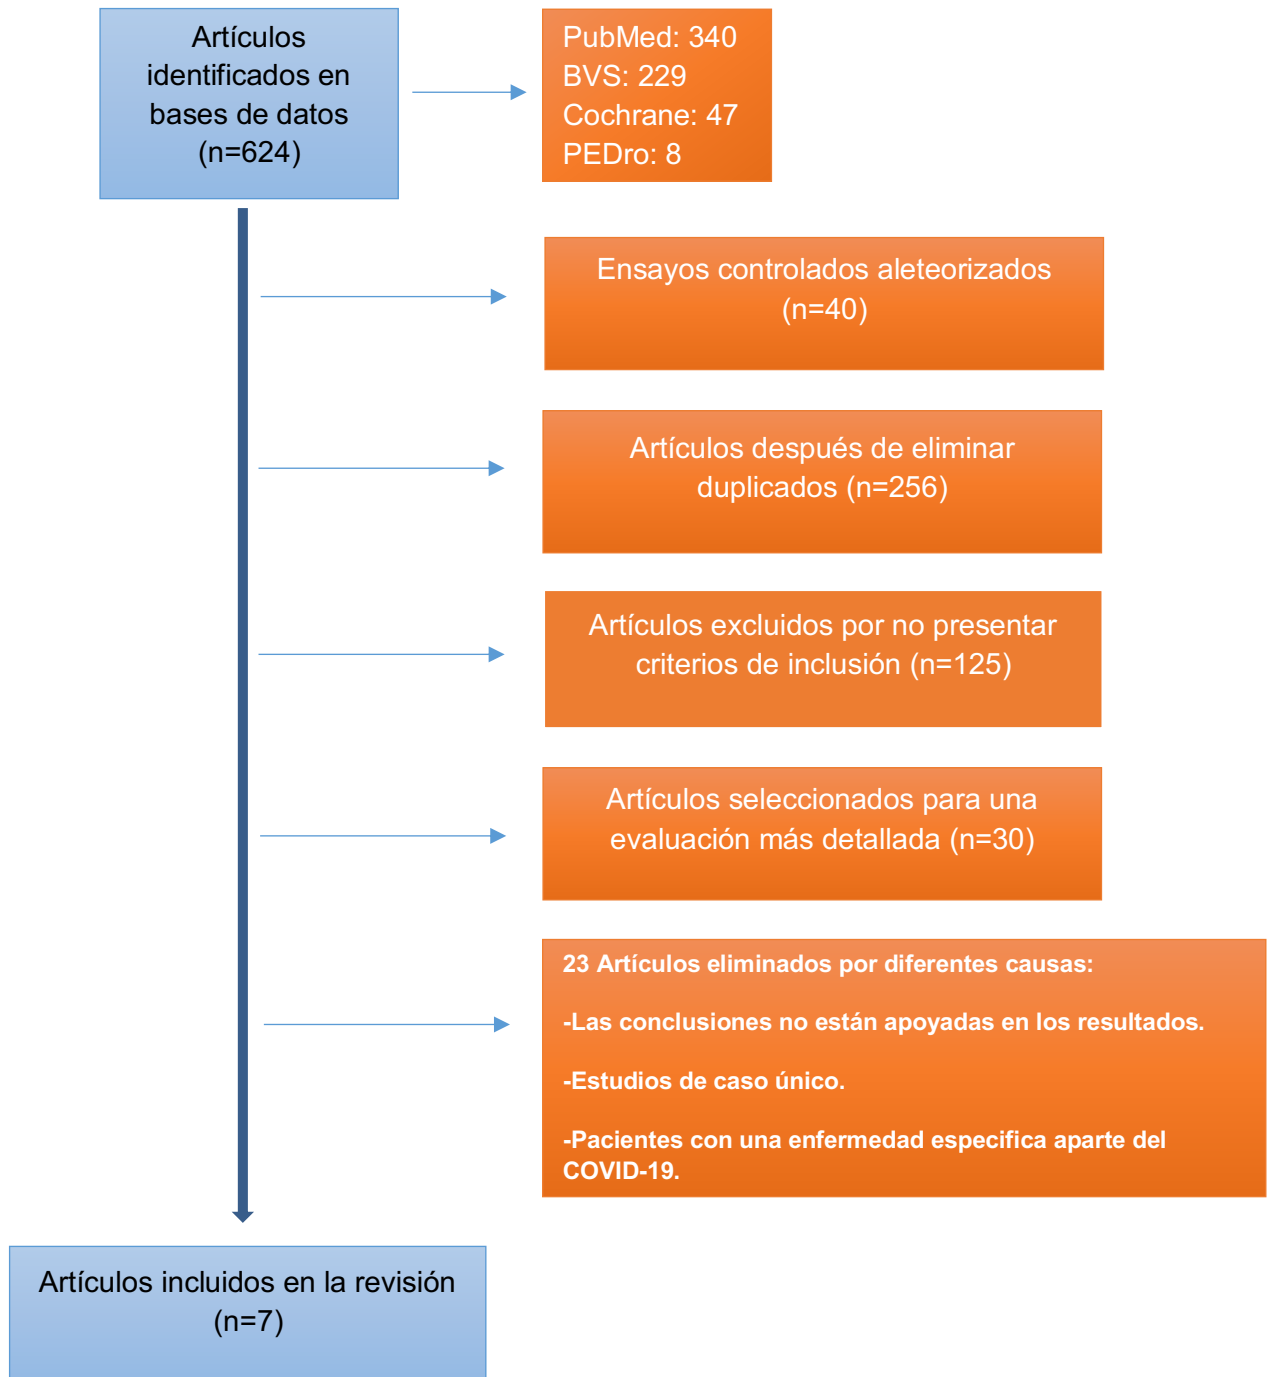 Artículos
identificados en
bases de datos
(n=624)
PubMed: 340
BVS: 229
Cochrane: 47
PEDro: 8
Ensayos controlados aleteorizados
(n=40)
Artículos después de eliminar
duplicados (n=256)
Artículos excluidos por no presentar
criterios de inclusión (n=125)
Artículos seleccionados para una
evaluación más detallada (n=30)
23 Artículos eliminados por diferentes causas:
-Las conclusiones no están apoyadas en los resultados.
-Estudios de caso único.
-Pacientes con una enfermedad especifica aparte del
COVID-19.
Artículos incluidos en la revisión
(n=7)